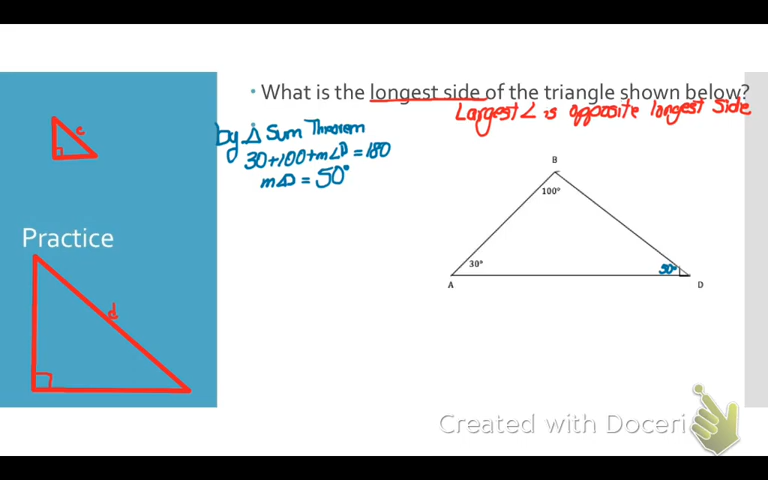 • What is the longest side of the triangle shown below?
Largest ∠ is opposite longest side
by Δ Sum Theorem
30+100+m∠D=180
m∠D = 50°
c
B
100°
Practice
30°
50°
A
D
d
Created with Doceri